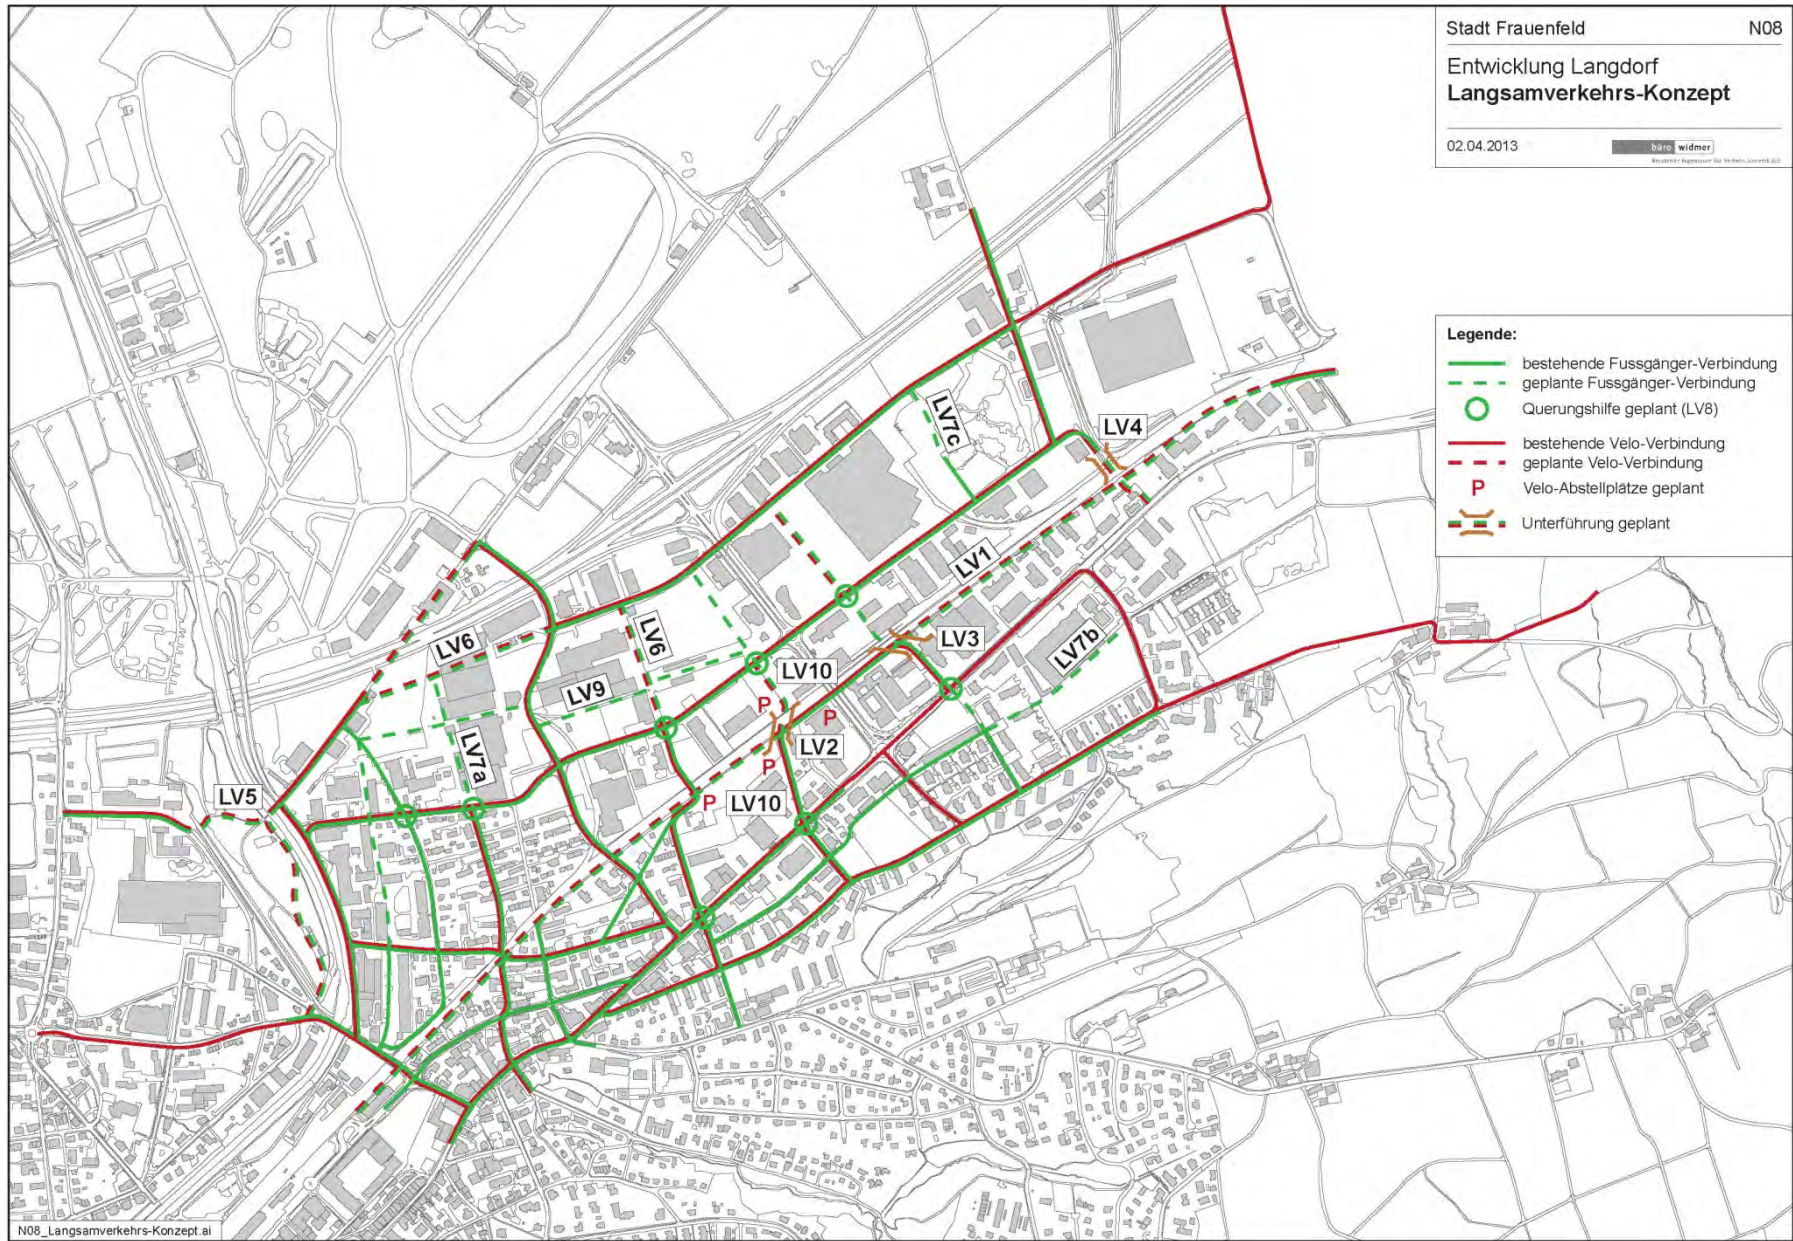 Stadt Frauenfeld N08
Entwicklung Langdorf
Langsamverkehrs-Konzept
02.04.2013
büro widmer
Legende:
bestehende Fussgänger-Verbindung
geplante Fussgänger-Verbindung
Querungshilfe geplant (LV8)
bestehende Velo-Verbindung
geplante Velo-Verbindung
P Velo-Abstellplätze geplant
Unterführung geplant
LV7c
LV4
LV1
LV6
LV6
LV3
LV7b
LV10
LV9
P
P
LV2
LV7a
P
LV5
P
LV10
N08_Langsamverkehrs-Konzept.ai